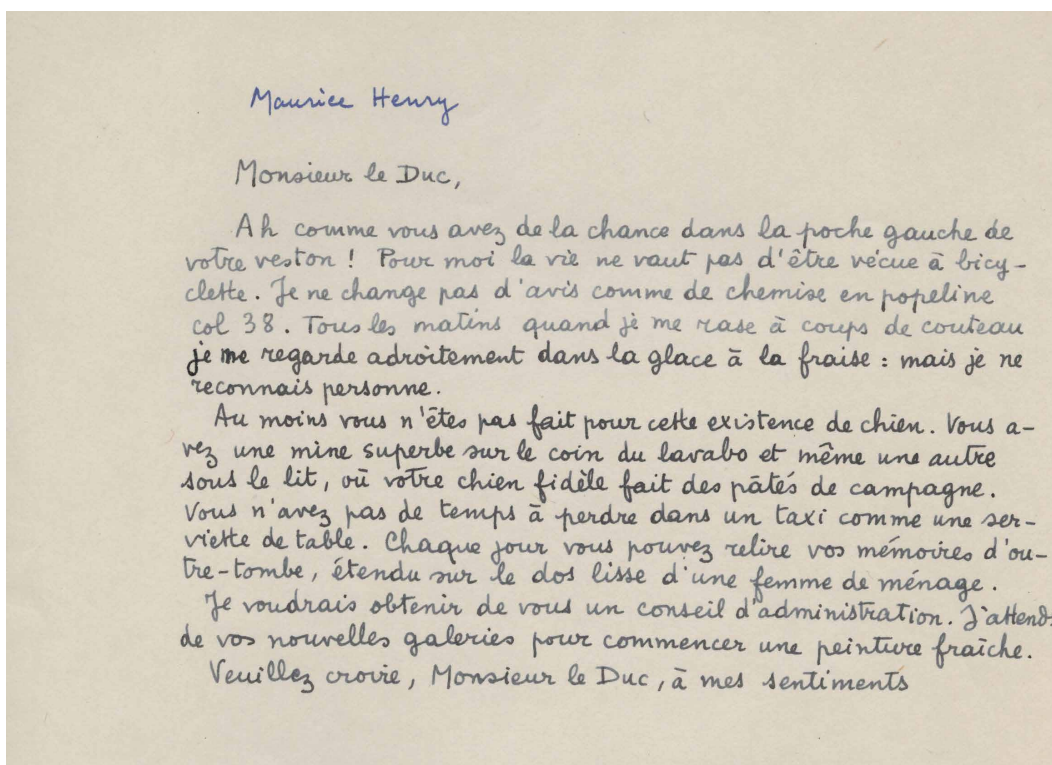 Maurice Henry
Monsieur le Duc,
Ah comme vous avez de la chance dans la poche gauche de
votre veston ! Pour moi la vie ne vaut pas d'être vécue à bicy-
clette. Je ne change pas d'avis comme de chemise en popeline
col 38. Tous les matins quand je me rase à coups de couteau
je me regarde adroitement dans la glace à la fraise : mais je ne
reconnais personne.
Au moins vous n'êtes pas fait pour cette existence de chien. Vous a-
vez une mine superbe sur le coin du lavabo et même une autre
sous le lit, où votre chien fidèle fait des pâtés de campagne.
Vous n'avez pas de temps à perdre dans un taxi comme une ser-
viette de table. Chaque jour vous pouvez relire vos mémoires d'ou-
tre-tombe, étendu sur le dos lisse d'une femme de ménage.
Je voudrais obtenir de vous un conseil d'administration. J'attends
de vos nouvelles galeries pour commencer une peinture fraîche.
Veuillez croire, Monsieur le Duc, à mes sentiments